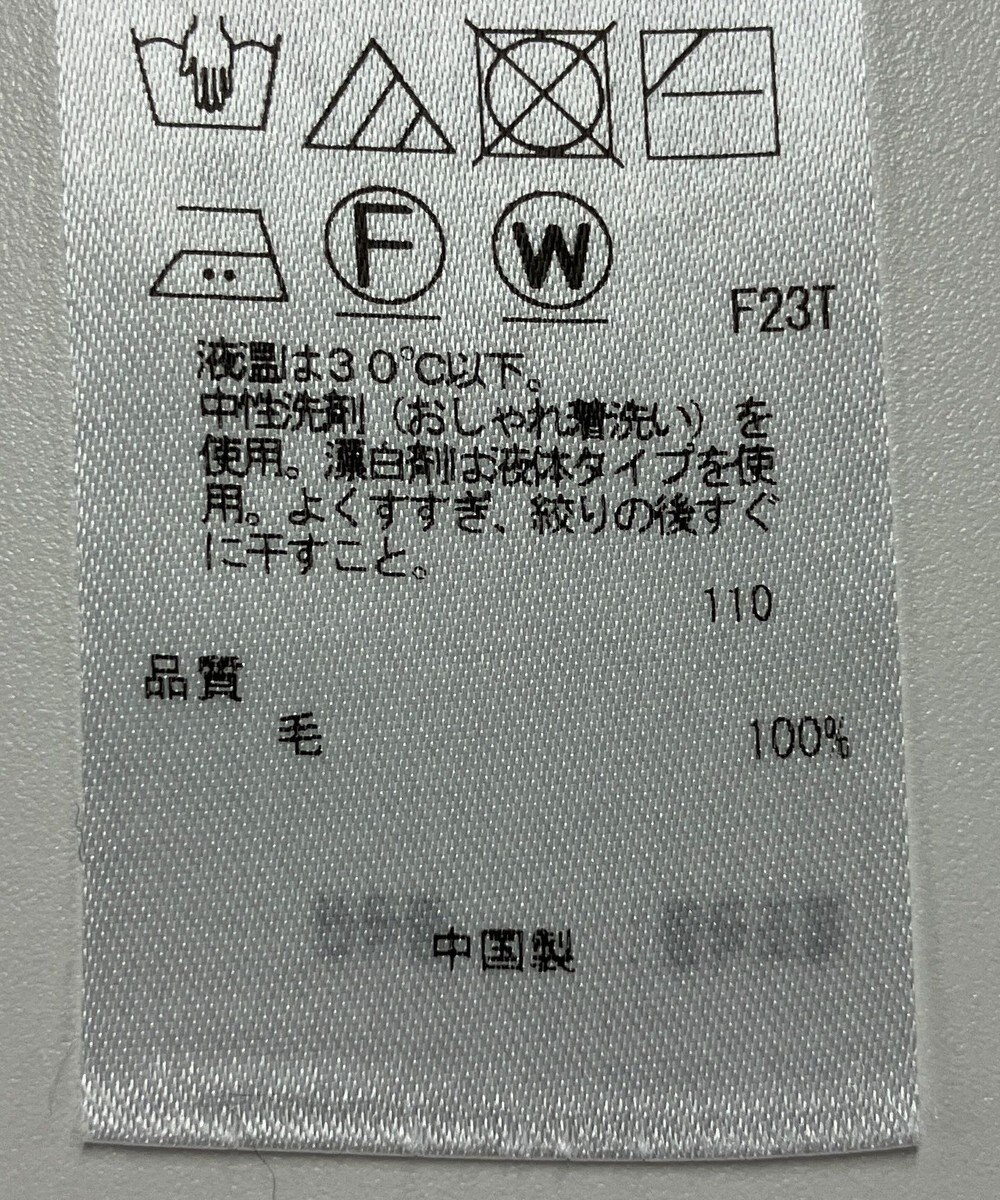 F
W
F23T
液温は30℃以下。
中性洗剤(おしゃれ着洗い)を
使用。漂白剤は液体タイプを使
用。よくすすぎ、絞りの後すぐ
に干すこと。
110
品質
毛 100%
中国製